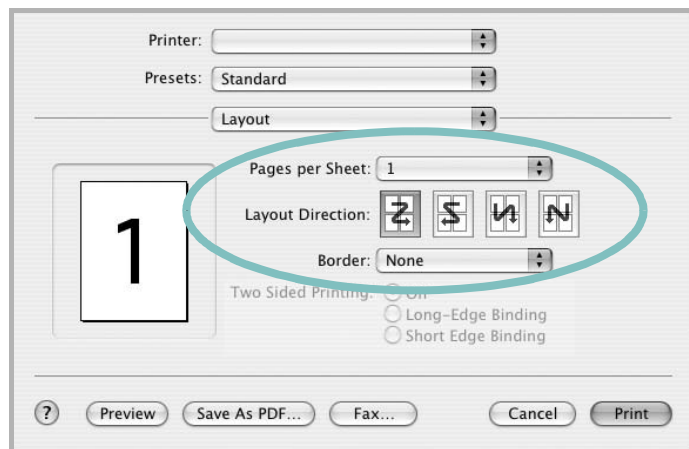 Printer:
Presets: Standard
Layout
Pages per Sheet: 1
1
Layout Direction:
Border: None
Two Sided Printing: Off
Long-Edge Binding
Short Edge Binding
? Preview Save As PDF... Fax... Cancel Print